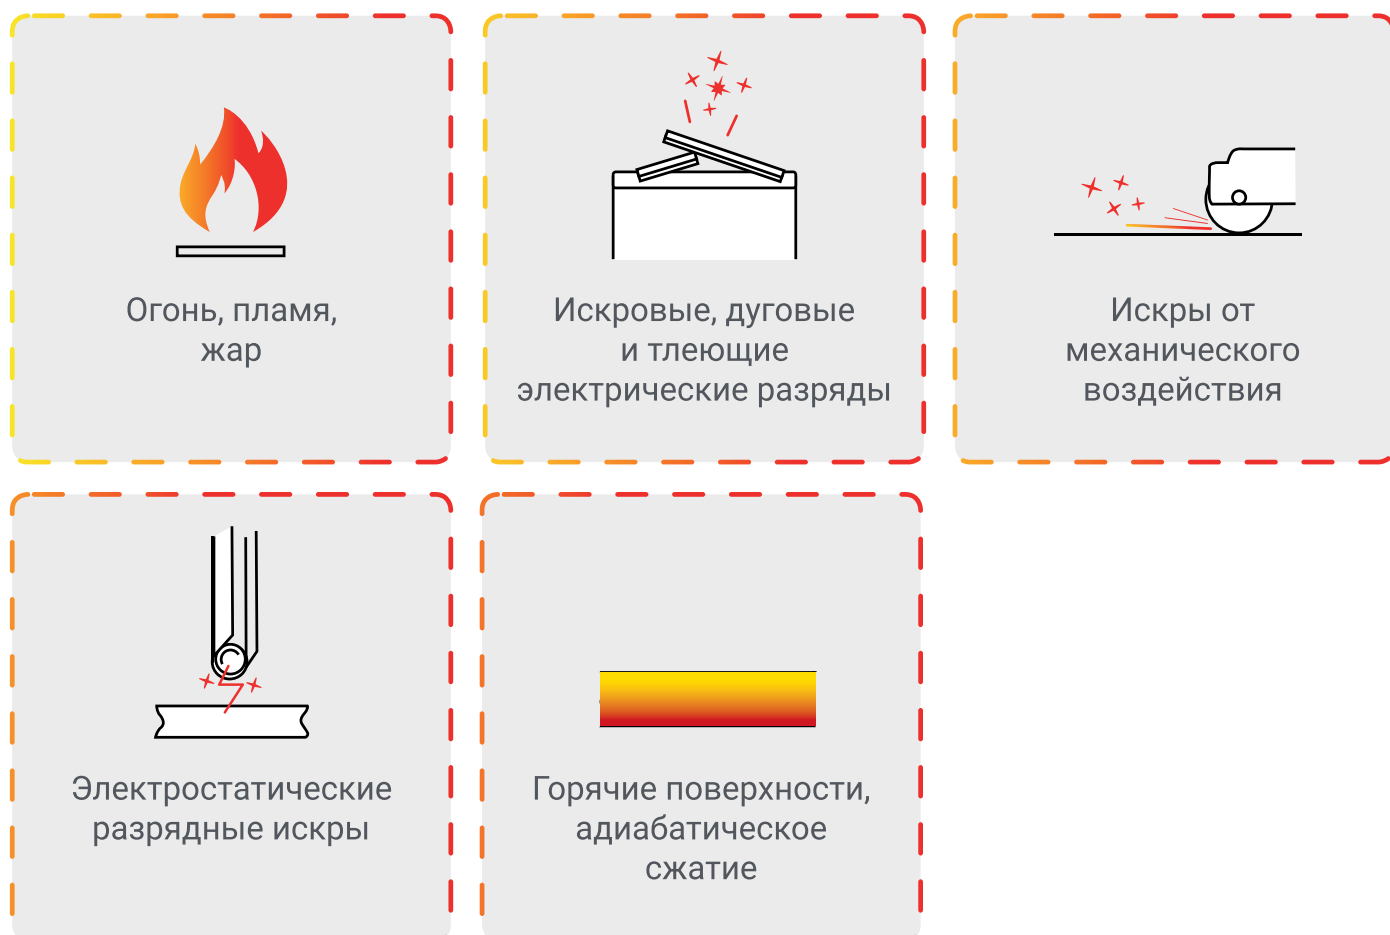 Огонь, пламя,
жар
Искровые, дуговые
и тлеющие
электрические разряды
Искры от
механического
воздействия
Электростатические
разрядные искры
Горячие поверхности,
адиабатическое
сжатие